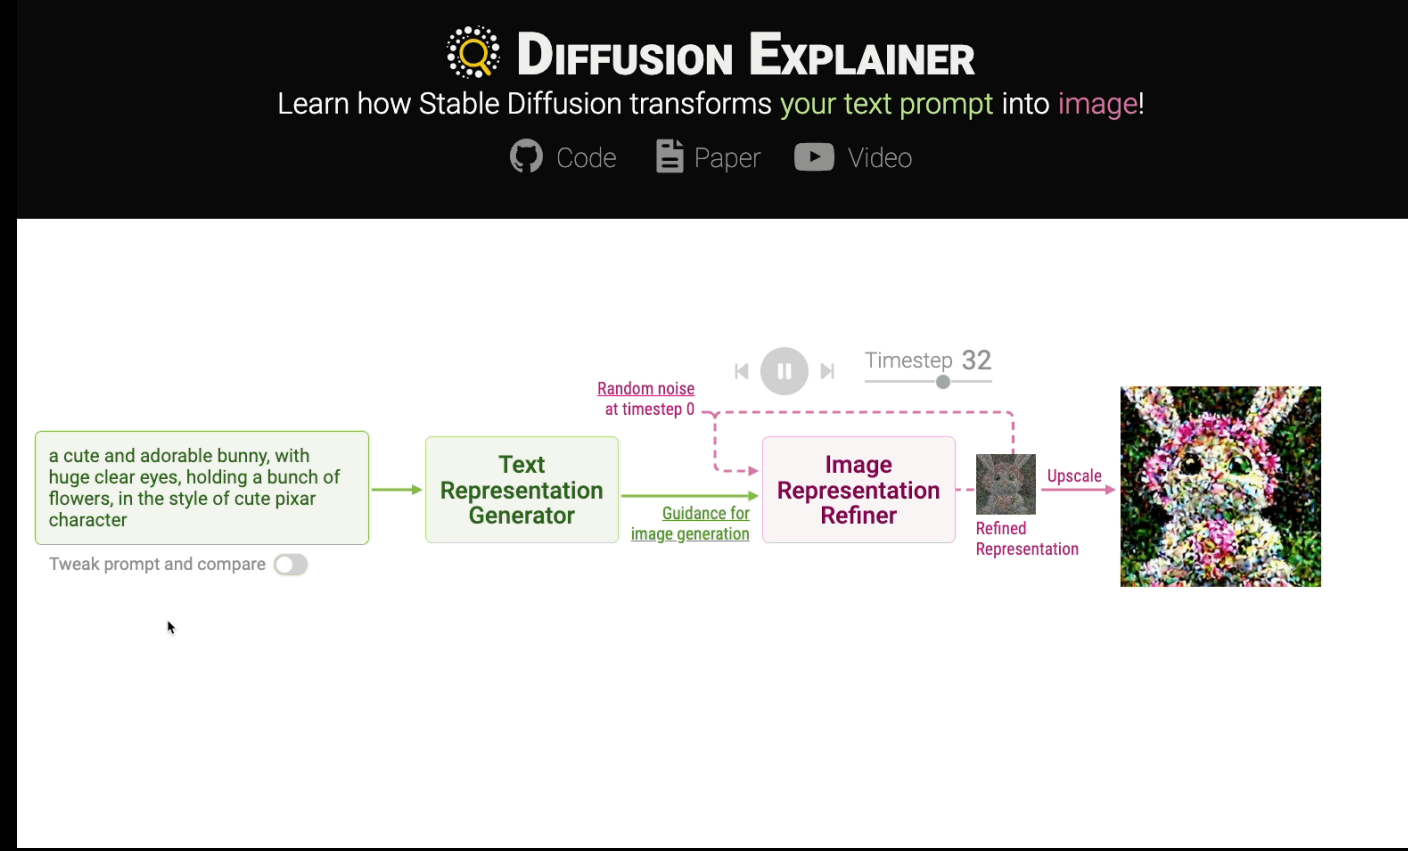 DIFFUSION EXPLAINER
Learn how Stable Diffusion transforms your text prompt into image!
Code Paper Video
Timestep 32
Random noise
at timestep 0
a cute and adorable bunny, with
huge clear eyes, holding a bunch of
flowers, in the style of cute pixar
character
Tweak prompt and compare
Text
Representation
Generator
Guidance for
image generation
Image
Representation
Refiner
Refined
Representation
Upscale